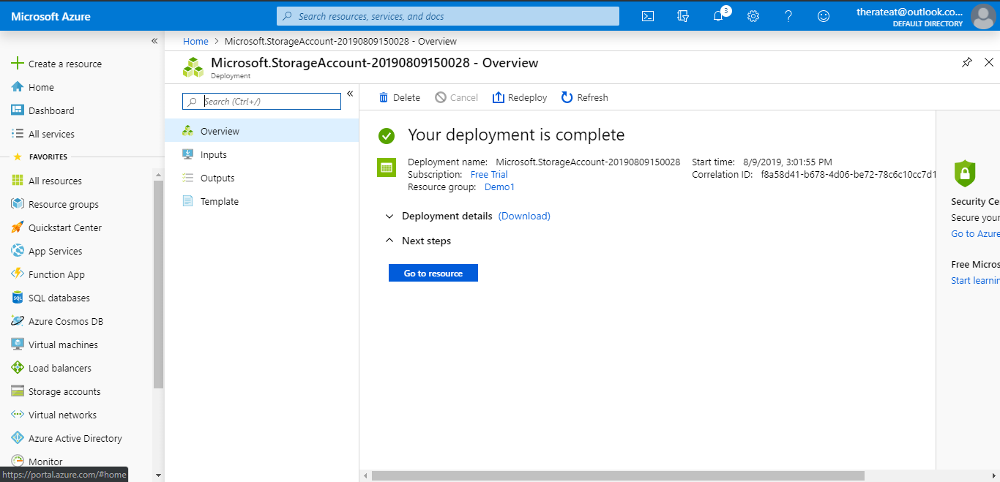 Microsoft Azure
Search resources, services, and docs
3
therateat@outlook.co...
DEFAULT DIRECTORY
«
Create a resource
Home
Dashboard
All services
FAVORITES
All resources
Resource groups
Quickstart Center
App Services
Function App
SQL databases
Azure Cosmos DB
Virtual machines
Load balancers
Storage accounts
Virtual networks
Azure Active Directory
Monitor
https://portal.azure.com/#home
Home > Microsoft.StorageAccount-20190809150028 - Overview
Microsoft.StorageAccount-20190809150028 - Overview
Deployment
Search (Ctrl+/)
«
Overview
Inputs
Outputs
Template
Delete Cancel Redeploy Refresh
Your deployment is complete
Deployment name: Microsoft.StorageAccount-20190809150028 Start time: 8/9/2019, 3:01:55 PM
Subscription: Free Trial Correlation ID: f8a58d41-b678-4d06-be72-78c6c10cc7d1
Resource group: Demo1
Deployment details (Download)
Next steps
Go to resource
Security Ce
Secure your
Go to Azure
Free Micros
Start learnin